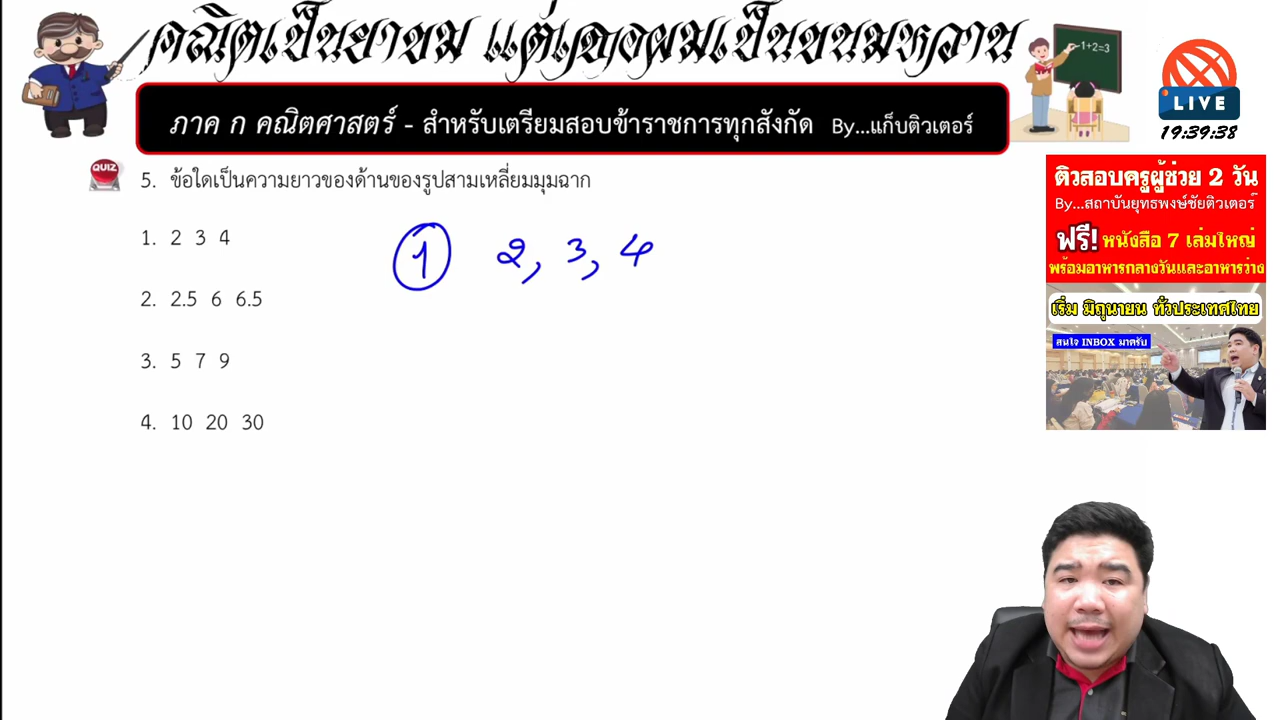 คณิตเป็นยาขม แต่เธอผมเป็นขนมหวาน
-1+2=3
LIVE
19:39:38
ภาค ก คณิตศาสตร์ - สำหรับเตรียมสอบข้าราชการทุกสังกัด By...แก็บติวเตอร์
QUIZ
5. ข้อใดเป็นความยาวของด้านของรูปสามเหลี่ยมมุมฉาก
1. 2 3 4
2. 2.5 6 6.5
3. 5 7 9
4. 10 20 30
1 2, 3, 4
ติวสอบครูผู้ช่วย 2 วัน
By...สถาบันยุทธพงษ์ชัยติวเตอร์
ฟรี! หนังสือ 7 เล่มใหญ่
พร้อมอาหารกลางวันและอาหารว่าง
เริ่ม มิถุนายน ทั่วประเทศไทย
สนใจ INBOX มาครับ